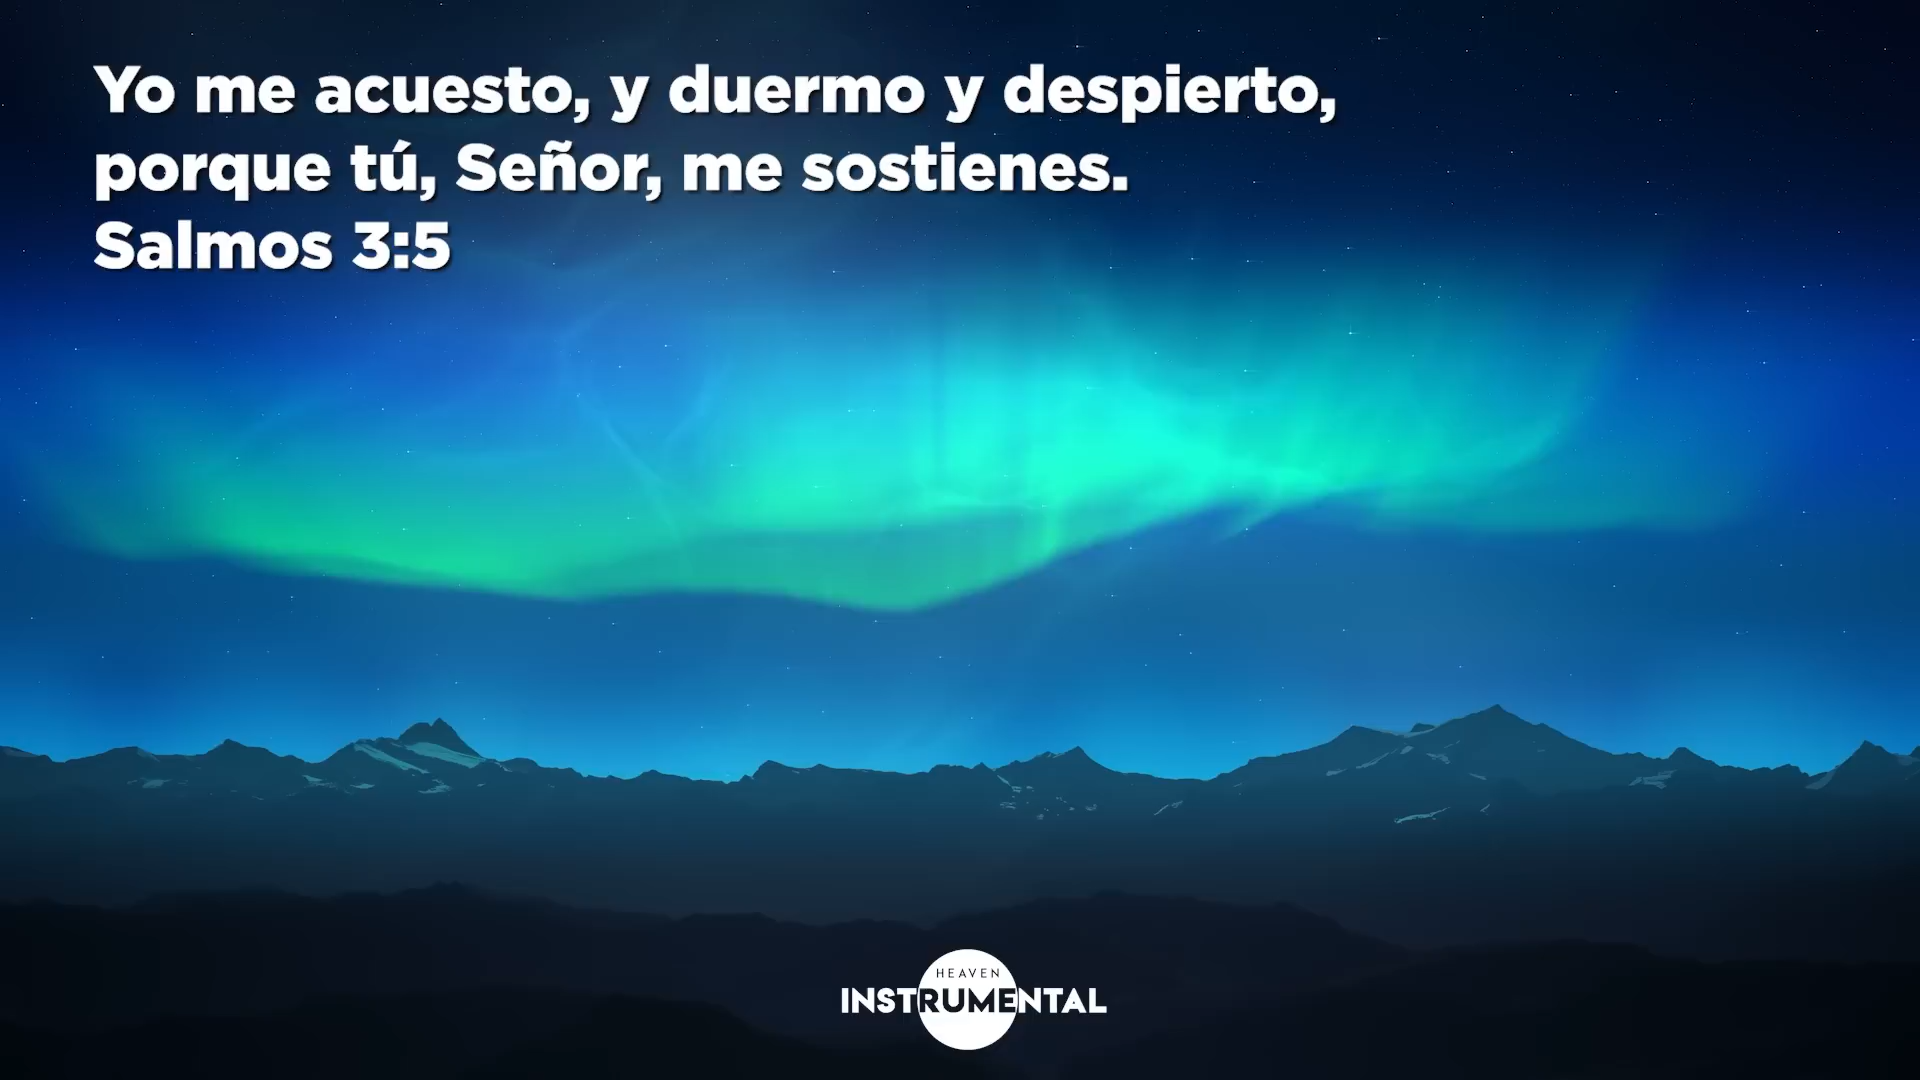 Yo me acuesto, y duermo y despierto,
porque tú, Señor, me sostienes.
Salmos 3:5
HEAVEN
INSTRUMENTAL